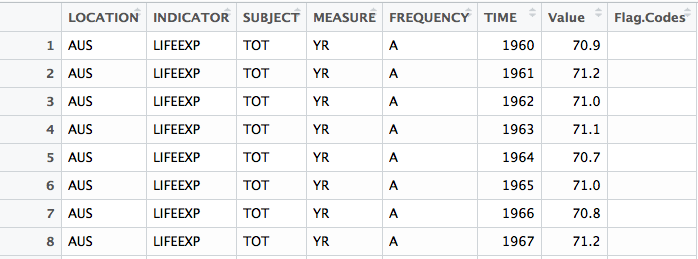 LOCATION INDICATOR SUBJECT MEASURE FREQUENCY TIME Value Flag.Codes
1 AUS LIFEEXP TOT YR A 1960 70.9
2 AUS LIFEEXP TOT YR A 1961 71.2
3 AUS LIFEEXP TOT YR A 1962 71.0
4 AUS LIFEEXP TOT YR A 1963 71.1
5 AUS LIFEEXP TOT YR A 1964 70.7
6 AUS LIFEEXP TOT YR A 1965 71.0
7 AUS LIFEEXP TOT YR A 1966 70.8
8 AUS LIFEEXP TOT YR A 1967 71.2